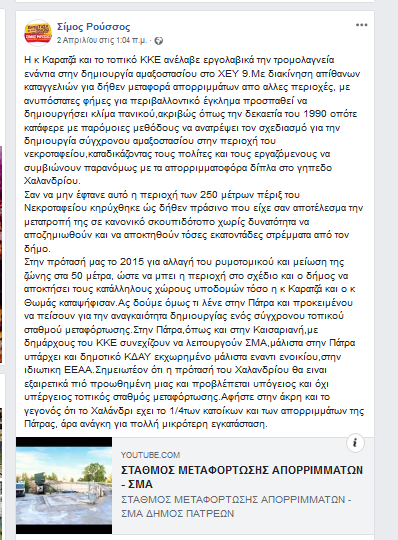 Σίμος Ρούσσος
2 Απριλίου στις 1:04 π.μ.
Η κ Καρατζά και το τοπικό ΚΚΕ ανέλαβε εργολαβικά την τρομολαγνεία
ενάντια στην δημιουργία αμαξοστασίου στο ΧΕΥ 9.Με διακίνηση απίθανων
καταγγελιών για δήθεν μεταφορά απορριμμάτων απο αλλες περιοχές, με
ανυπόστατες φήμες για περιβαλλοντικό έγκλημα προσπαθεί να
δημιουργήσει κλίμα πανικού,ακριβώς όπως την δεκαετία του 1990 οπότε
κατάφερε με παρόμοιες μεθόδους να ανατρέψει τον σχεδιασμό για την
δημιουργία σύγχρονου αμαξοστασίου στην περιοχή του
νεκροταφείου,καταδικάζοντας τους πολίτες και τους εργαζόμενους να
συμβιώνουν παρανόμως με τα απορριμματοφόρα δίπλα στο γηπεδο
Χαλανδρίου.
Σαν να μην έφτανε αυτό η περιοχή των 250 μέτρων πέριξ του
Νεκροταφείου κηρύχθηκε ώς δήθεν πράσινο που είχε σαν αποτέλεσμα την
μετατροπή της σε κανονικό σκουπιδότοπο χωρίς δυνατότητα να
αποζημιωθούν και να αποκτηθούν τόσες εκατοντάδες στρέμματα από τον
δήμο.
Στην πρότασή μας το 2015 για αλλαγή του ρυμοτομικού και μείωση της
ζώνης στα 50 μέτρα, ώστε να μπει η περιοχή στο σχέδιο και ο δήμος να
αποκτήσει τους κατάλληλους χώρους υποδομών τόσο η κ Καρατζά και ο κ
Θωμάς καταψήφισαν.Ας δούμε όμως τι λένε στην Πάτρα και προκειμένου
να πείσουν για την αναγκαιότητα δημιουργίας ενός σύγχρονου τοπικού
σταθμού μεταφόρτωσης.Στην Πάτρα,όπως και στην Καισαριανή,με
δημάρχους του ΚΚΕ συνεχίζουν να λειτουργούν ΣΜΑ,μάλιστα στην Πάτρα
υπάρχει και δημοτικό ΚΔΑΥ εκχωρημένο μάλιστα εναντι ενοικίου,στην
ιδιωτικη ΕΕΑΑ.Σημειωτέον ότι η πρότασή του Χαλανδρίου θα ειναι
εξαιρετικά πιό προωθημένη μιας και προβλέπεται υπόγειος και όχι
υπέργειος τοπικός σταθμός μεταφόρτωσης.Αφήστε στην άκρη και το
γεγονός ότι το Χαλάνδρι εχει το 1/4των κατοίκων και των απορριμμάτων της
Πάτρας, άρα ανάγκη για πολλή μικρότερη εγκατάσταση.
YOUTUBE.COM
ΣΤΑΘΜΟΣ ΜΕΤΑΦΟΡΤΩΣΗΣ ΑΠΟΡΡΙΜΜΑΤΩΝ
- ΣΜΑ
ΣΤΑΘΜΟΣ ΜΕΤΑΦΟΡΤΩΣΗΣ ΑΠΟΡΡΙΜΜΑΤΩΝ -
ΣΜΑ ΔΗΜΟΣ ΠΑΤΡΕΩΝ